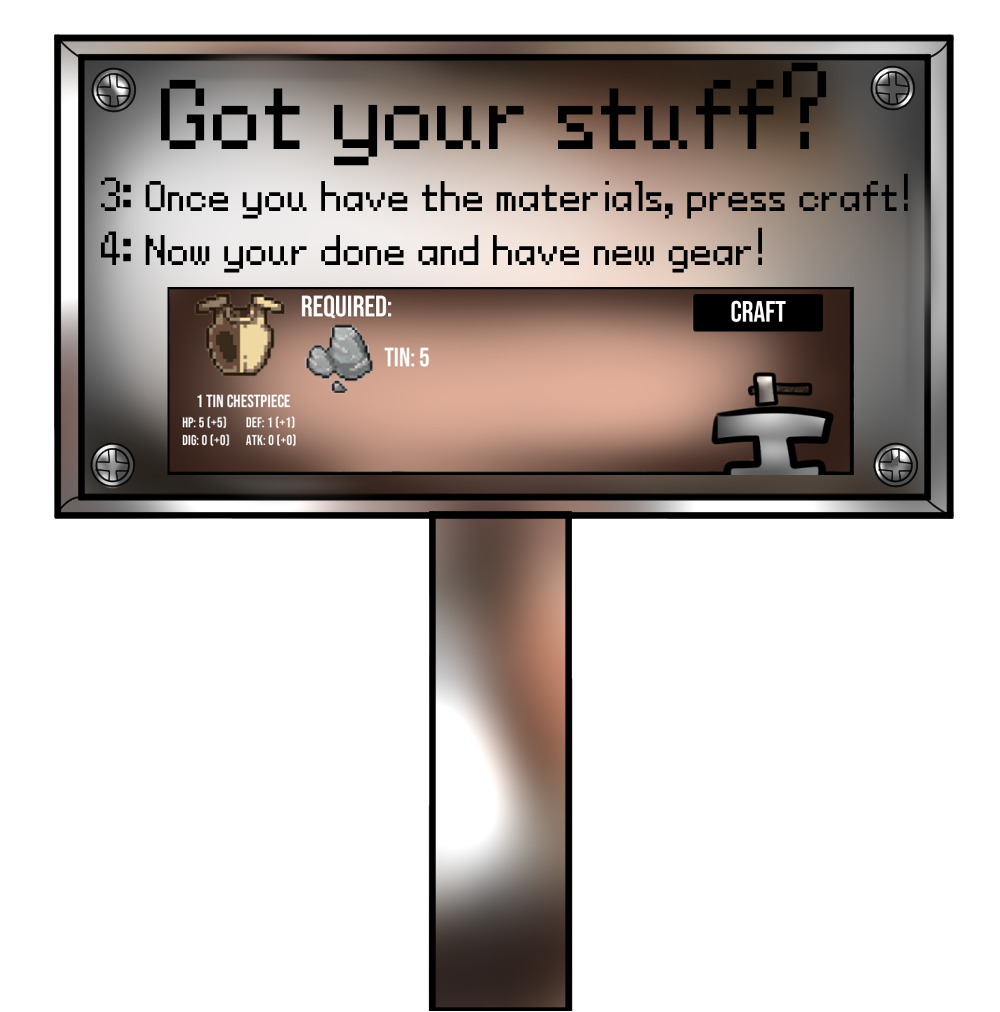 Got your stuff?
3: Once you have the materials, press craft!
4: Now your done and have new gear!
REQUIRED:
CRAFT
TIN: 5
1 TIN CHESTPIECE
HP: 5 (+5) DEF: 1 (+1)
DIG: 0 (+0) ATK: 0 (+0)